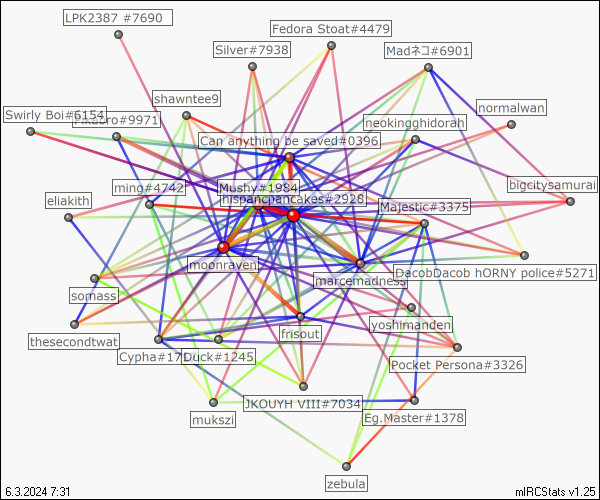 LPK2387 #7690
Fedora Stoat#4479
Silver#7938
Madネコ#6901
shawntee9
normalwan
Swirly Boi#6154
#9971
neokingghidorah
Can anything be saved#0396
ming#4742
Mushy#1984
bigcitysamurai
eliakith
hispancpancakes#2928
Majestic#3375
moonraven
marcemadness
DacobDacob hORNY police#5271
somass
yoshimanden
thesecondtwat
frisout
Cypha#171
Duck#1245
Pocket Persona#3326
JKOUYH VIII#7034
mukszi
Eg.Master#1378
zebula
6.3.2024 7:31
mIRCStats v1.25